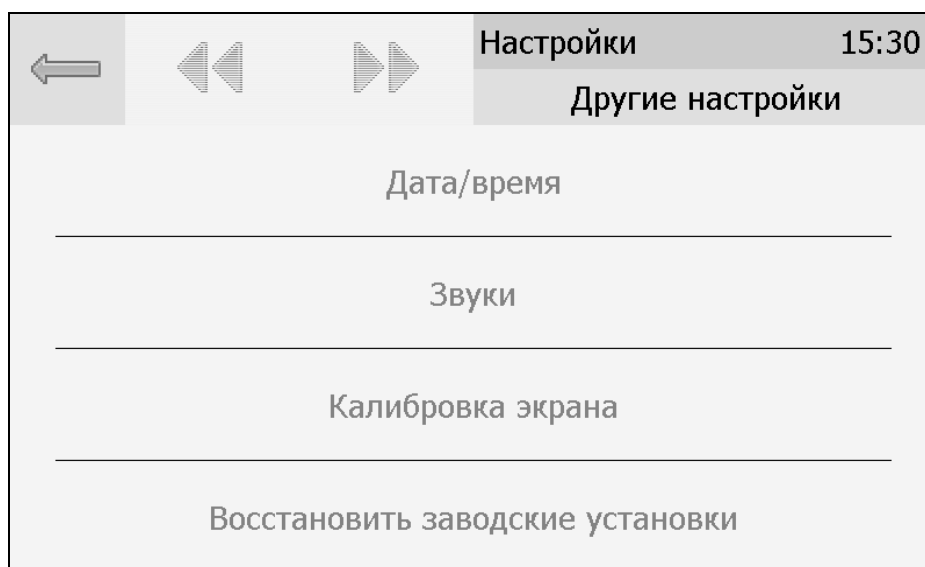 Настройки 15:30
Другие настройки
Дата/время
Звуки
Калибровка экрана
Восстановить заводские установки